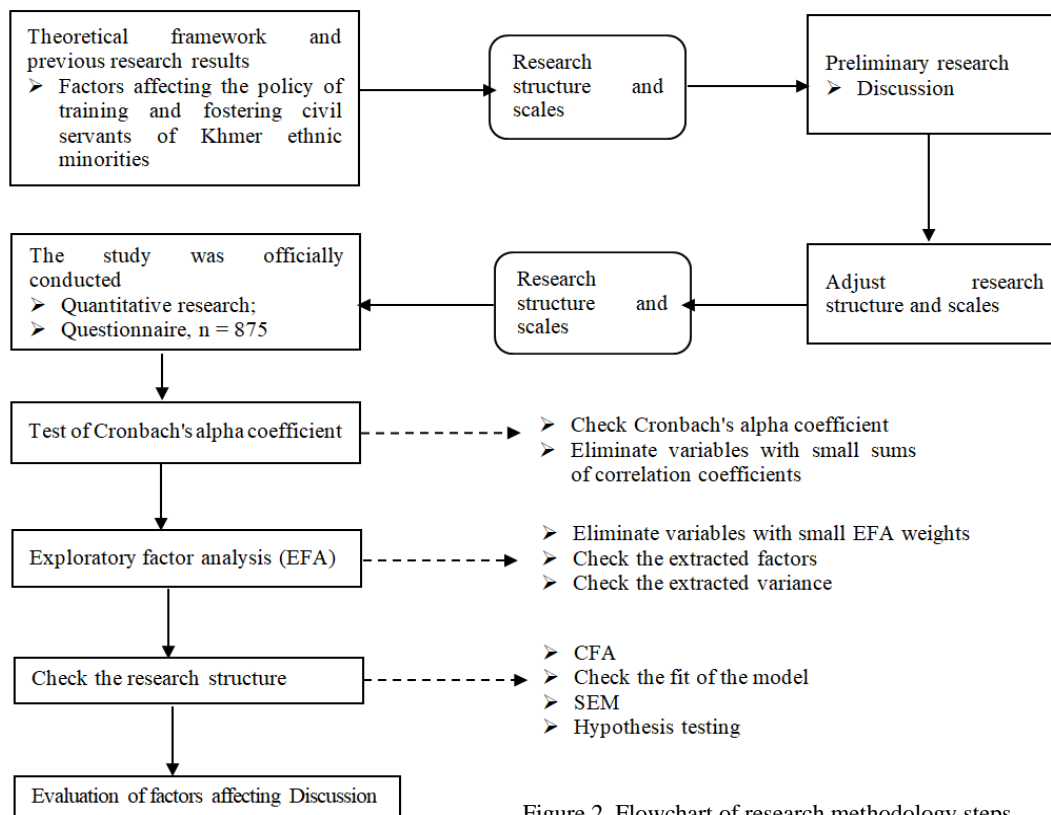 Theoretical framework and
previous research results
➢ Factors affecting the policy of
training and fostering civil
servants of Khmer ethnic
minorities
Research
structure and
scales
Preliminary research
➢ Discussion
The study was officially
conducted
➢ Quantitative research;
➢ Questionnaire, n = 875
Research
structure and
scales
Adjust research
structure and scales
Test of Cronbach's alpha coefficient
➢ Check Cronbach's alpha coefficient
➢ Eliminate variables with small sums
of correlation coefficients
Exploratory factor analysis (EFA)
➢ Eliminate variables with small EFA weights
➢ Check the extracted factors
➢ Check the extracted variance
Check the research structure
➢ CFA
➢ Check the fit of the model
➢ SEM
➢ Hypothesis testing
Evaluation of factors affecting Discussion
Figure 2. Flowchart of research methodology steps